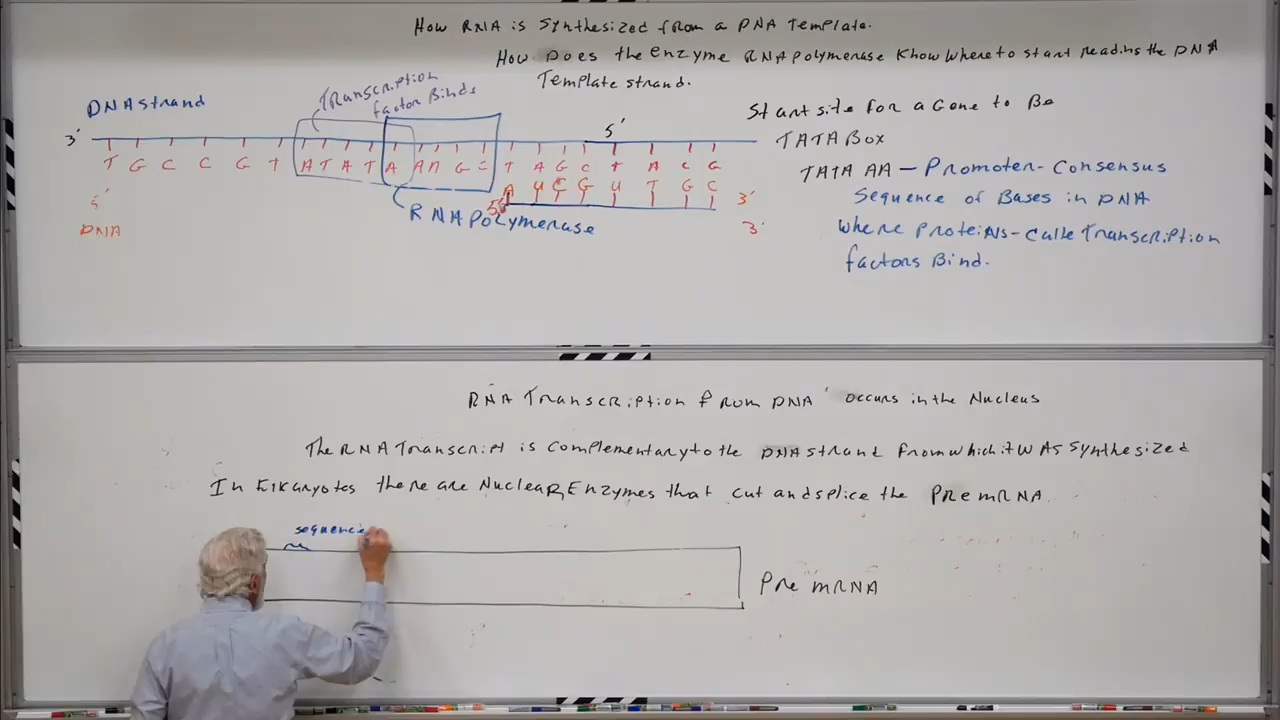 How RNA is Synthesized from a DNA Template.
How Does the enzyme RNA polymerase Know where to start reading the DNA
Template strand.
Transcription
factor Binds
DNA strand
Start site for a Gene to Be
3' 5'
TATA Box
T G C C G T A T A T A A A G C T A G C T A C G
TATA AA – Promoter – Consensus
A U C G U T G C 3'
Sequence of Bases in DNA
5' 5'
RNA Polymerase
DNA 3'
where Proteins – calle Transcription
factors Bind.
RNA Transcription from DNA occurs in the Nucleus
The RNA Transcript is complementary to the DNA strand from which it WAS Synthesized
In Eikaryotes there are Nuclear Enzymes that cut and splice the Pre mRNA
sequence
Pre mRNA